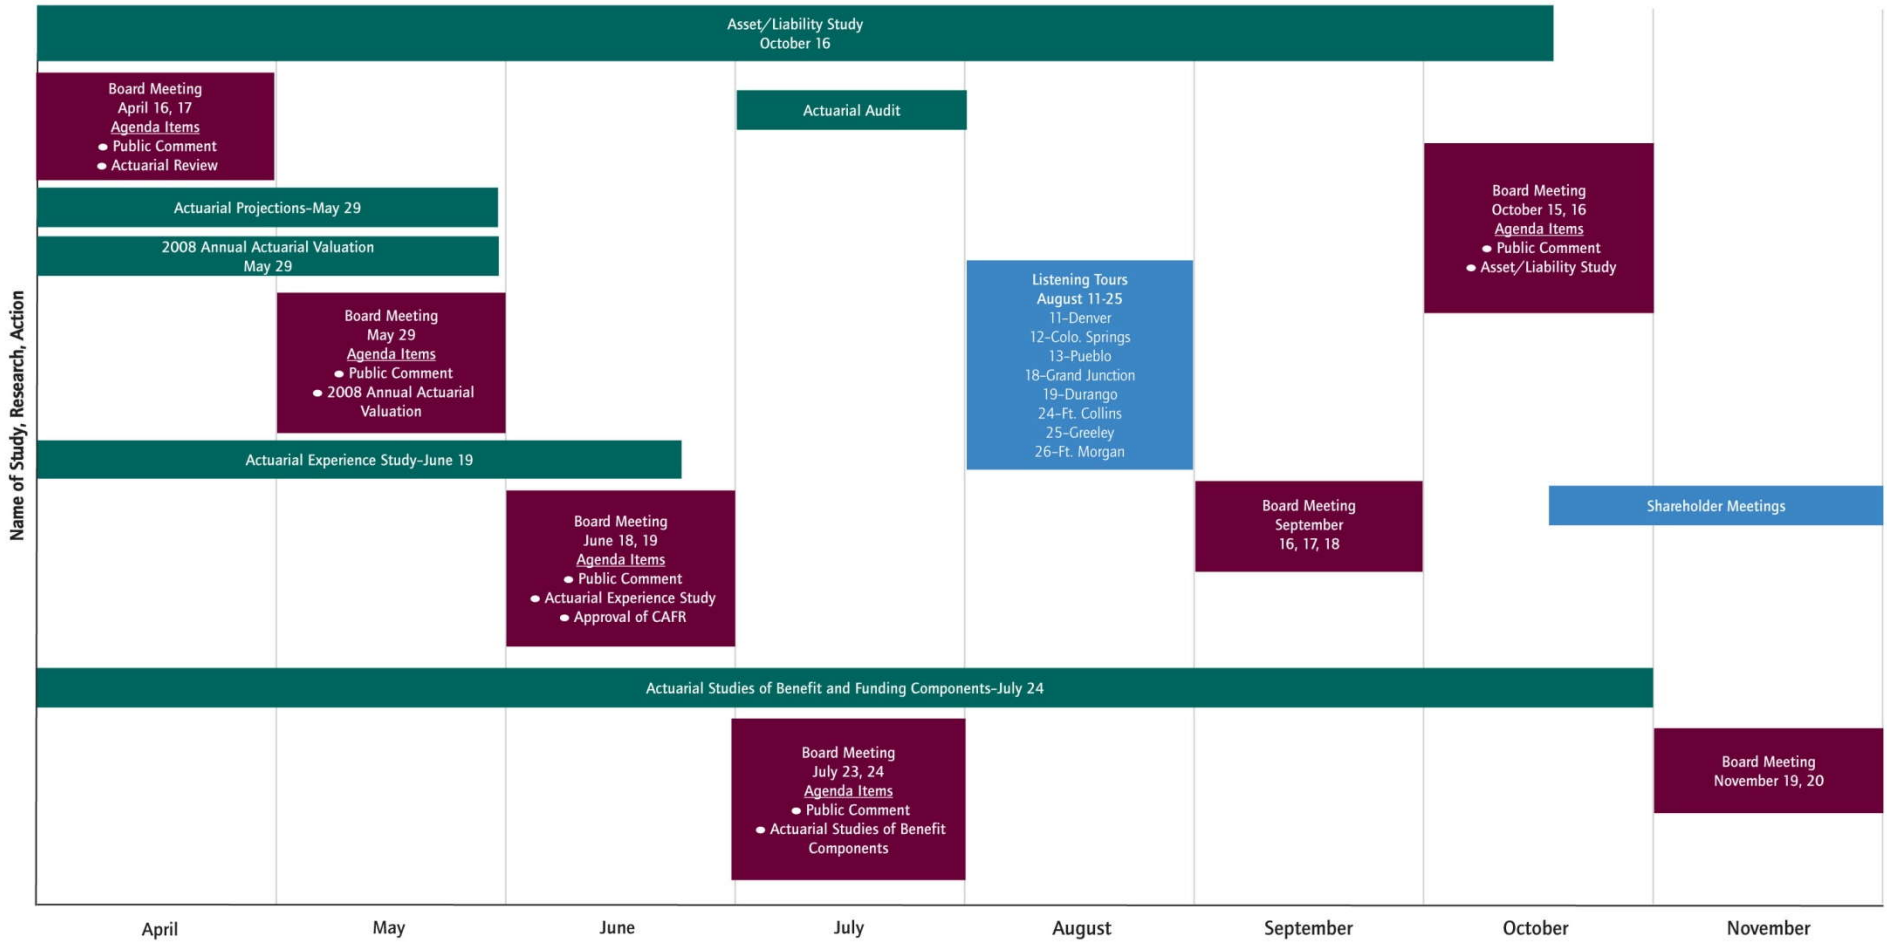 Asset/Liability Study
October 16
Board Meeting
April 16, 17
Agenda Items
● Public Comment
● Actuarial Review
Actuarial Audit
Board Meeting
October 15, 16
Agenda Items
● Public Comment
● Asset/Liability Study
Actuarial Projections–May 29
2008 Annual Actuarial Valuation
May 29
Listening Tours
August 11-25
11–Denver
12–Colo. Springs
13–Pueblo
18–Grand Junction
19–Durango
24–Ft. Collins
25–Greeley
26–Ft. Morgan
Board Meeting
May 29
Agenda Items
● Public Comment
● 2008 Annual Actuarial
Valuation
Name of Study, Research, Action
Actuarial Experience Study–June 19
Board Meeting
September
16, 17, 18
Shareholder Meetings
Board Meeting
June 18, 19
Agenda Items
● Public Comment
● Actuarial Experience Study
● Approval of CAFR
Actuarial Studies of Benefit and Funding Components–July 24
Board Meeting
July 23, 24
Agenda Items
● Public Comment
● Actuarial Studies of Benefit
Components
Board Meeting
November 19, 20
April
May
June
July
August
September
October
November